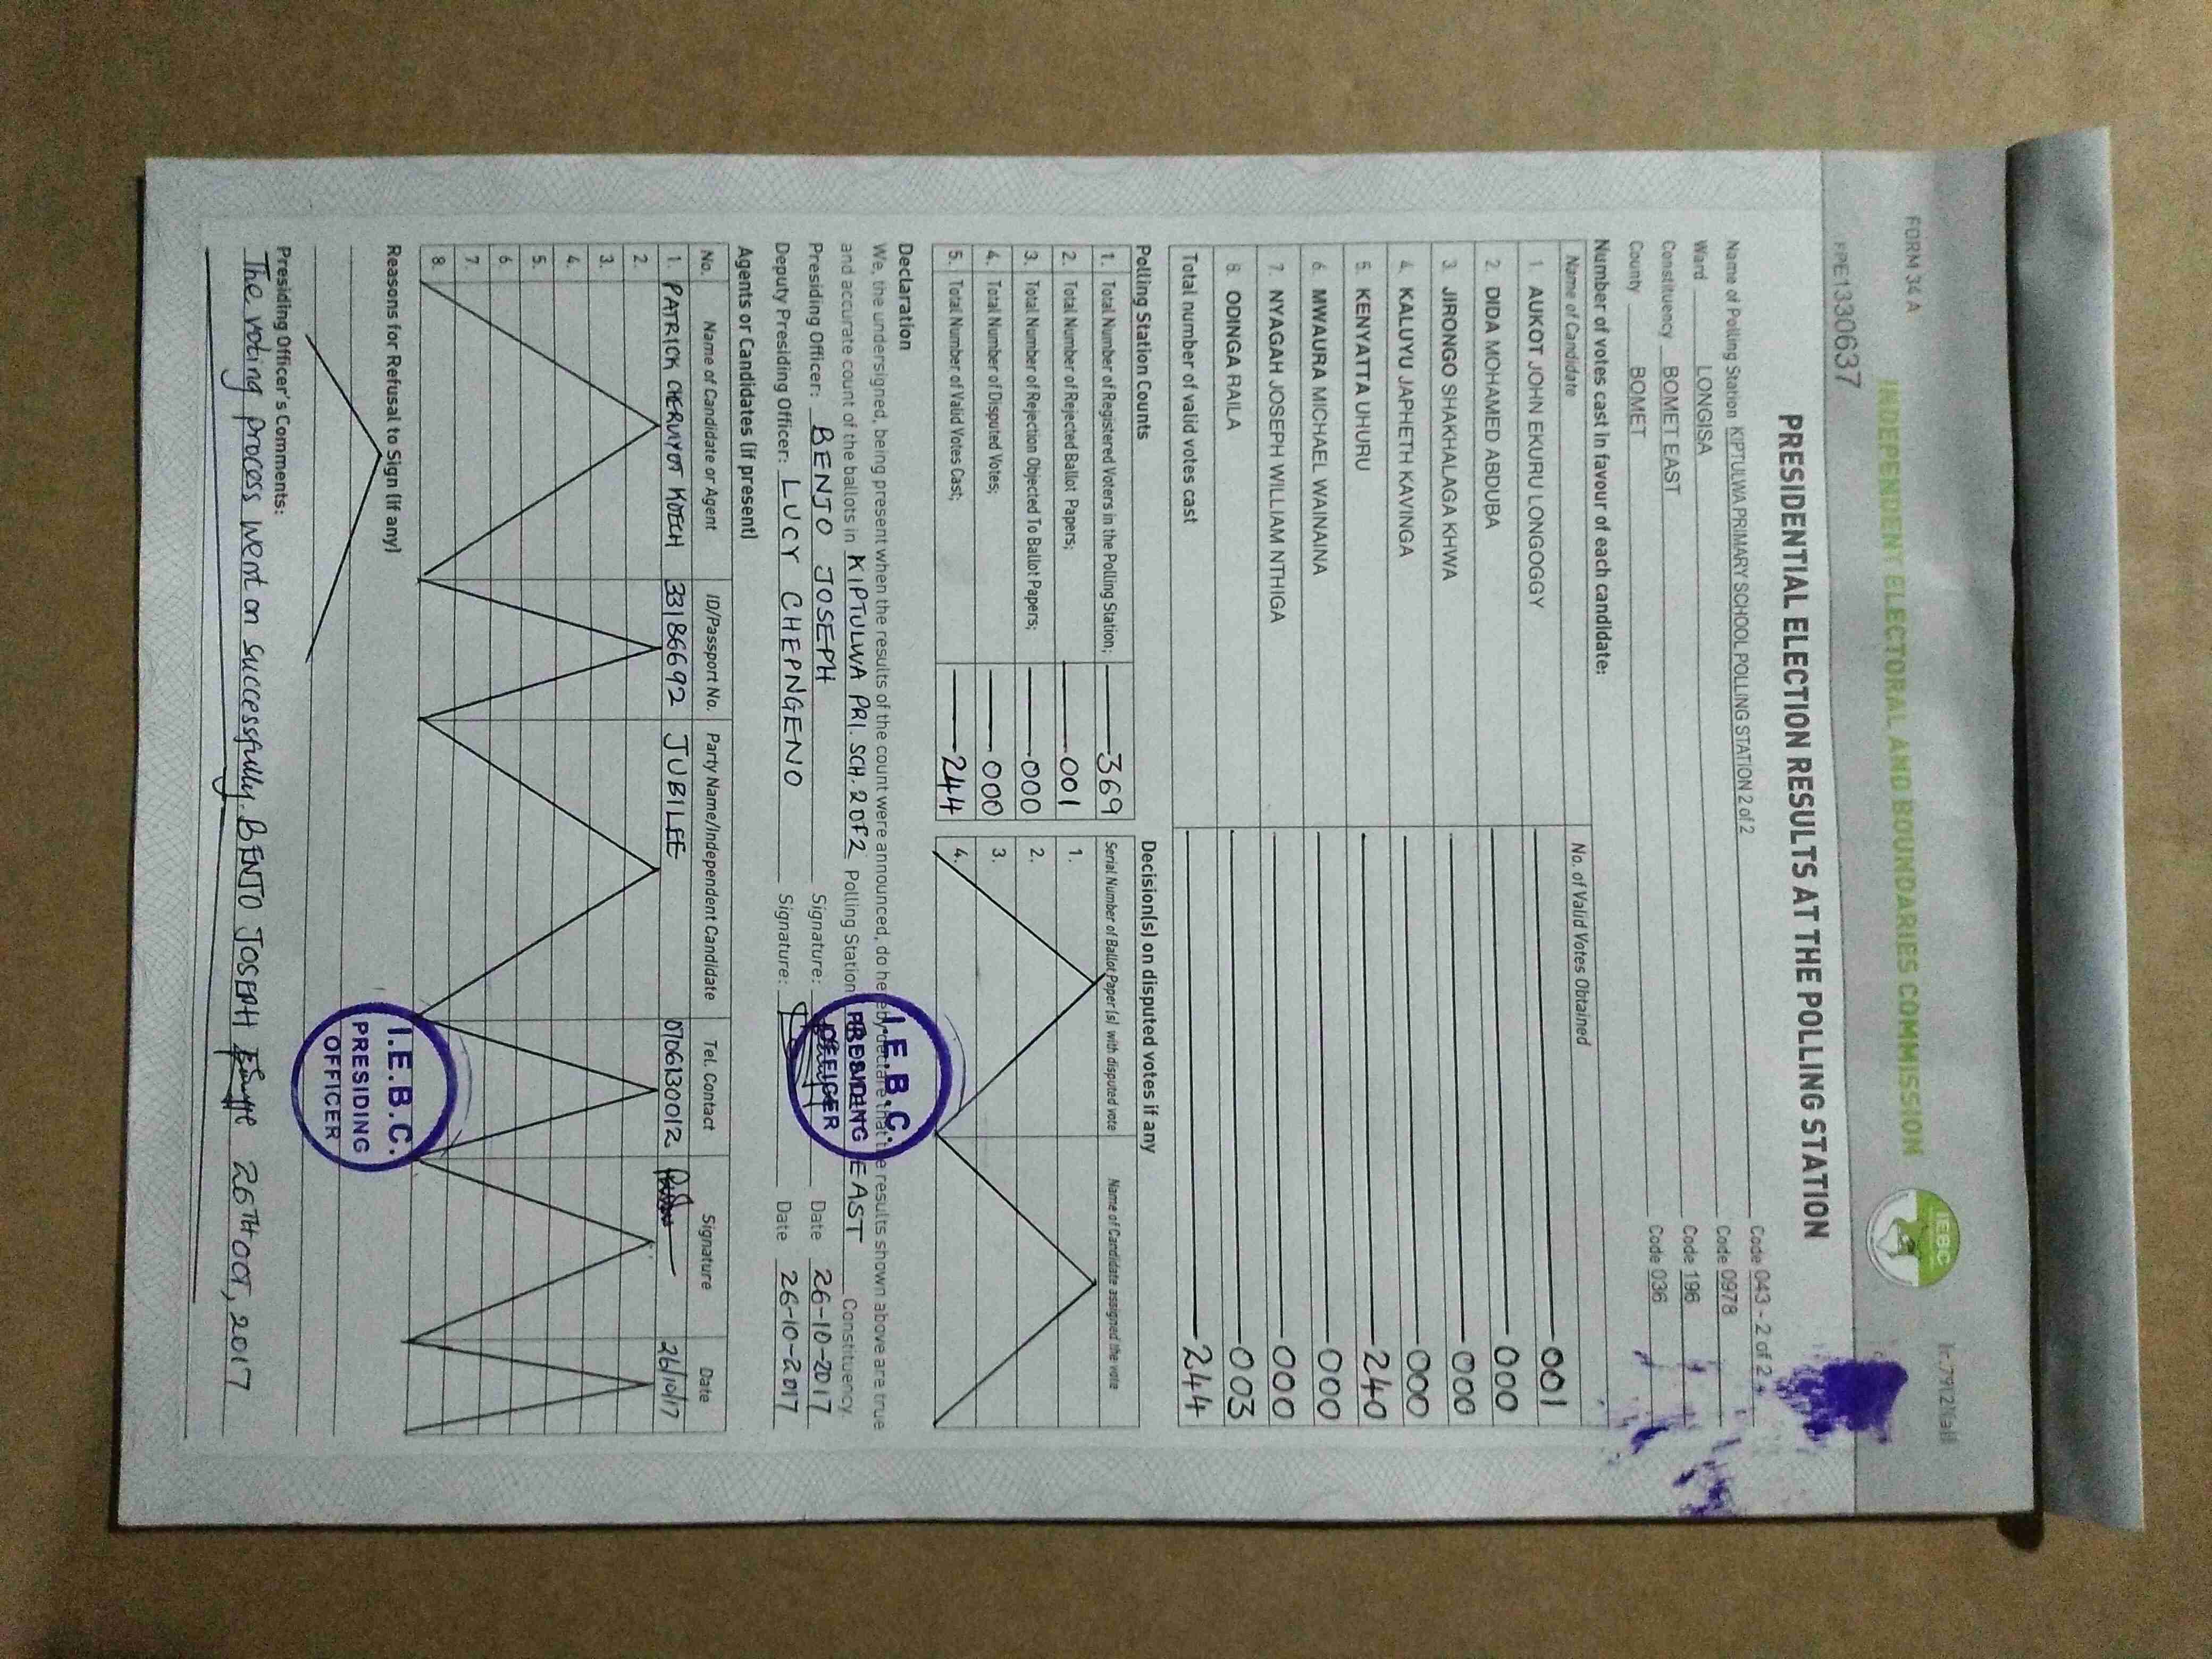 FORM 34 A
INDEPENDENT ELECTORAL AND BOUNDARIES COMMISSION
IEBC
PRESIDENTIAL ELECTION RESULTS AT THE POLLING STATION
Name of Polling Station KIPTULWA PRIMARY SCHOOL POLLING STATION 2 of 2 Code 043 - 2 of 2
Ward LONGISA Code 0978
Constituency BOMET EAST Code 196
County BOMET Code 036
Number of votes cast in favour of each candidate:
Name of Candidate No. of Valid Votes Obtained
1. AUKOT JOHN EKURU LONGOGGY 001
2. DIDA MOHAMED ABDUBA 000
3. JIRONGO SHAKHALAGA KHWA 000
4. KALUYU JAPHETH KAVINGA 000
5. KENYATTA UHURU 240
6. MWAURA MICHAEL WAINAINA 000
7. NYAGAH JOSEPH WILLIAM NTHIGA 000
8. ODINGA RAILA 003
Total number of valid votes cast 244
Polling Station Counts
1. Total Number of Registered Voters in the Polling Station; 369
2. Total Number of Rejected Ballot Papers; 001
3. Total Number of Rejection Objected To Ballot Papers; 000
4. Total Number of Disputed Votes; 000
5. Total Number of Valid Votes Cast; 244
Decision(s) on disputed votes if any
Serial Number of Ballot Paper (s) with disputed vote Name of Candidate assigned the vote
1.
2.
3.
4.
Declaration
We, the undersigned, being present when the results of the count were announced, do hereby declare that the results shown above are true
and accurate count of the ballots in KIPTULWA PRI. SCH. 2 OF 2 Polling Station EAST Constituency.
Presiding Officer: BENJO JOSEPH Signature: Date 26-10-2017
Deputy Presiding Officer: LUCY CHEPNGENO Signature: Date 26-10-2017
I.E.B.C.
PRESIDING
OFFICER
Agents or Candidates (if present)
No. Name of Candidate or Agent ID/Passport No. Party Name/Independent Candidate Tel. Contact Signature Date
1. PATRICK CHERUIYOT KOECH 33186692 JUBILEE 0706130012 26/10/17
2.
3.
4.
5.
6.
7.
8.
Reasons for Refusal to Sign (if any)
I.E.B.C.
PRESIDING
OFFICER
Presiding Officer's Comments:
The voting process went on successfully. BENJO JOSEPH 26TH OCT, 2017